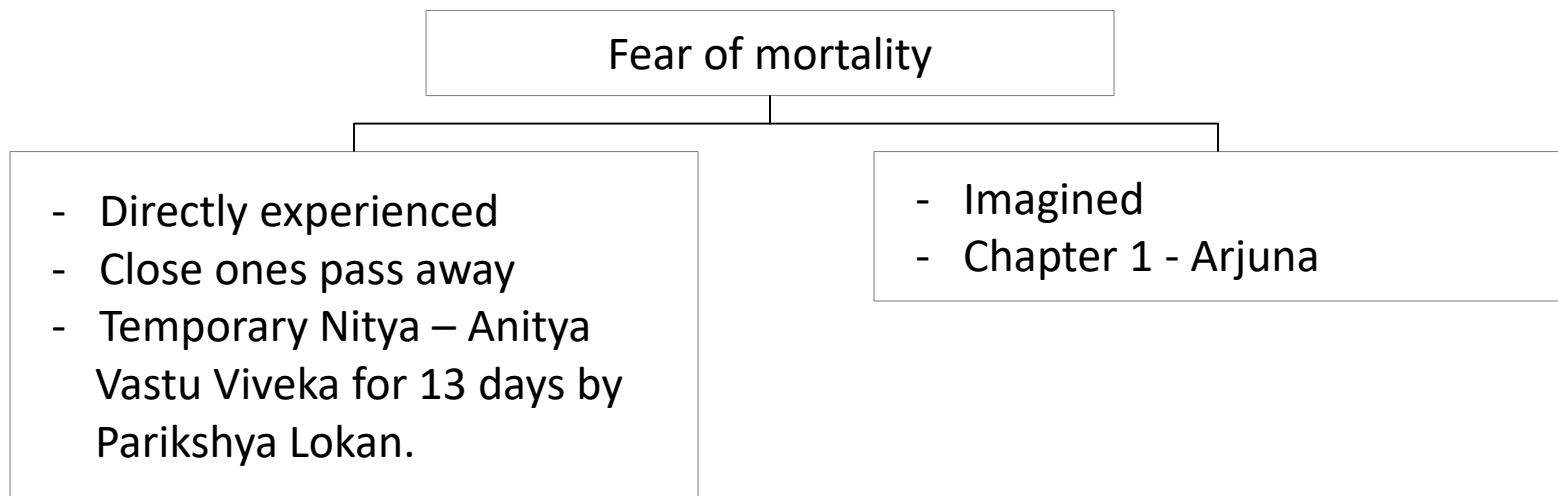 Fear of mortality
- Directly experienced
- Close ones pass away
- Temporary Nitya – Anitya
Vastu Viveka for 13 days by
Parikshya Lokan.
- Imagined
- Chapter 1 - Arjuna